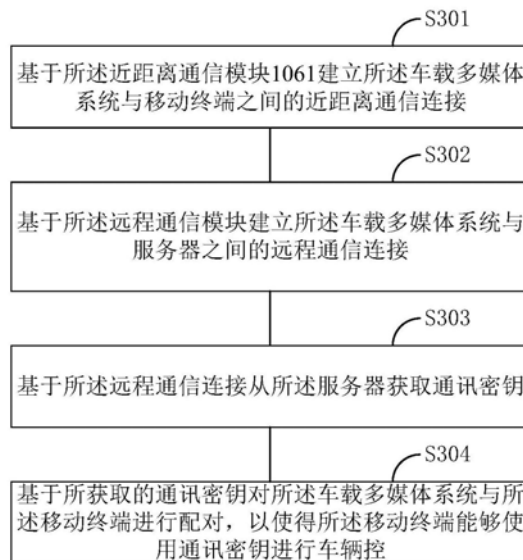 S301
基于所述近距离通信模块1061建立所述车载多媒体
系统与移动终端之间的近距离通信连接
S302
基于所述远程通信模块建立所述车载多媒体系统与
服务器之间的远程通信连接
S303
基于所述远程通信连接从所述服务器获取通讯密钥
S304
基于所获取的通讯密钥对所述车载多媒体系统与所
述移动终端进行配对，以使得所述移动终端能够使
用通讯密钥进行车辆控